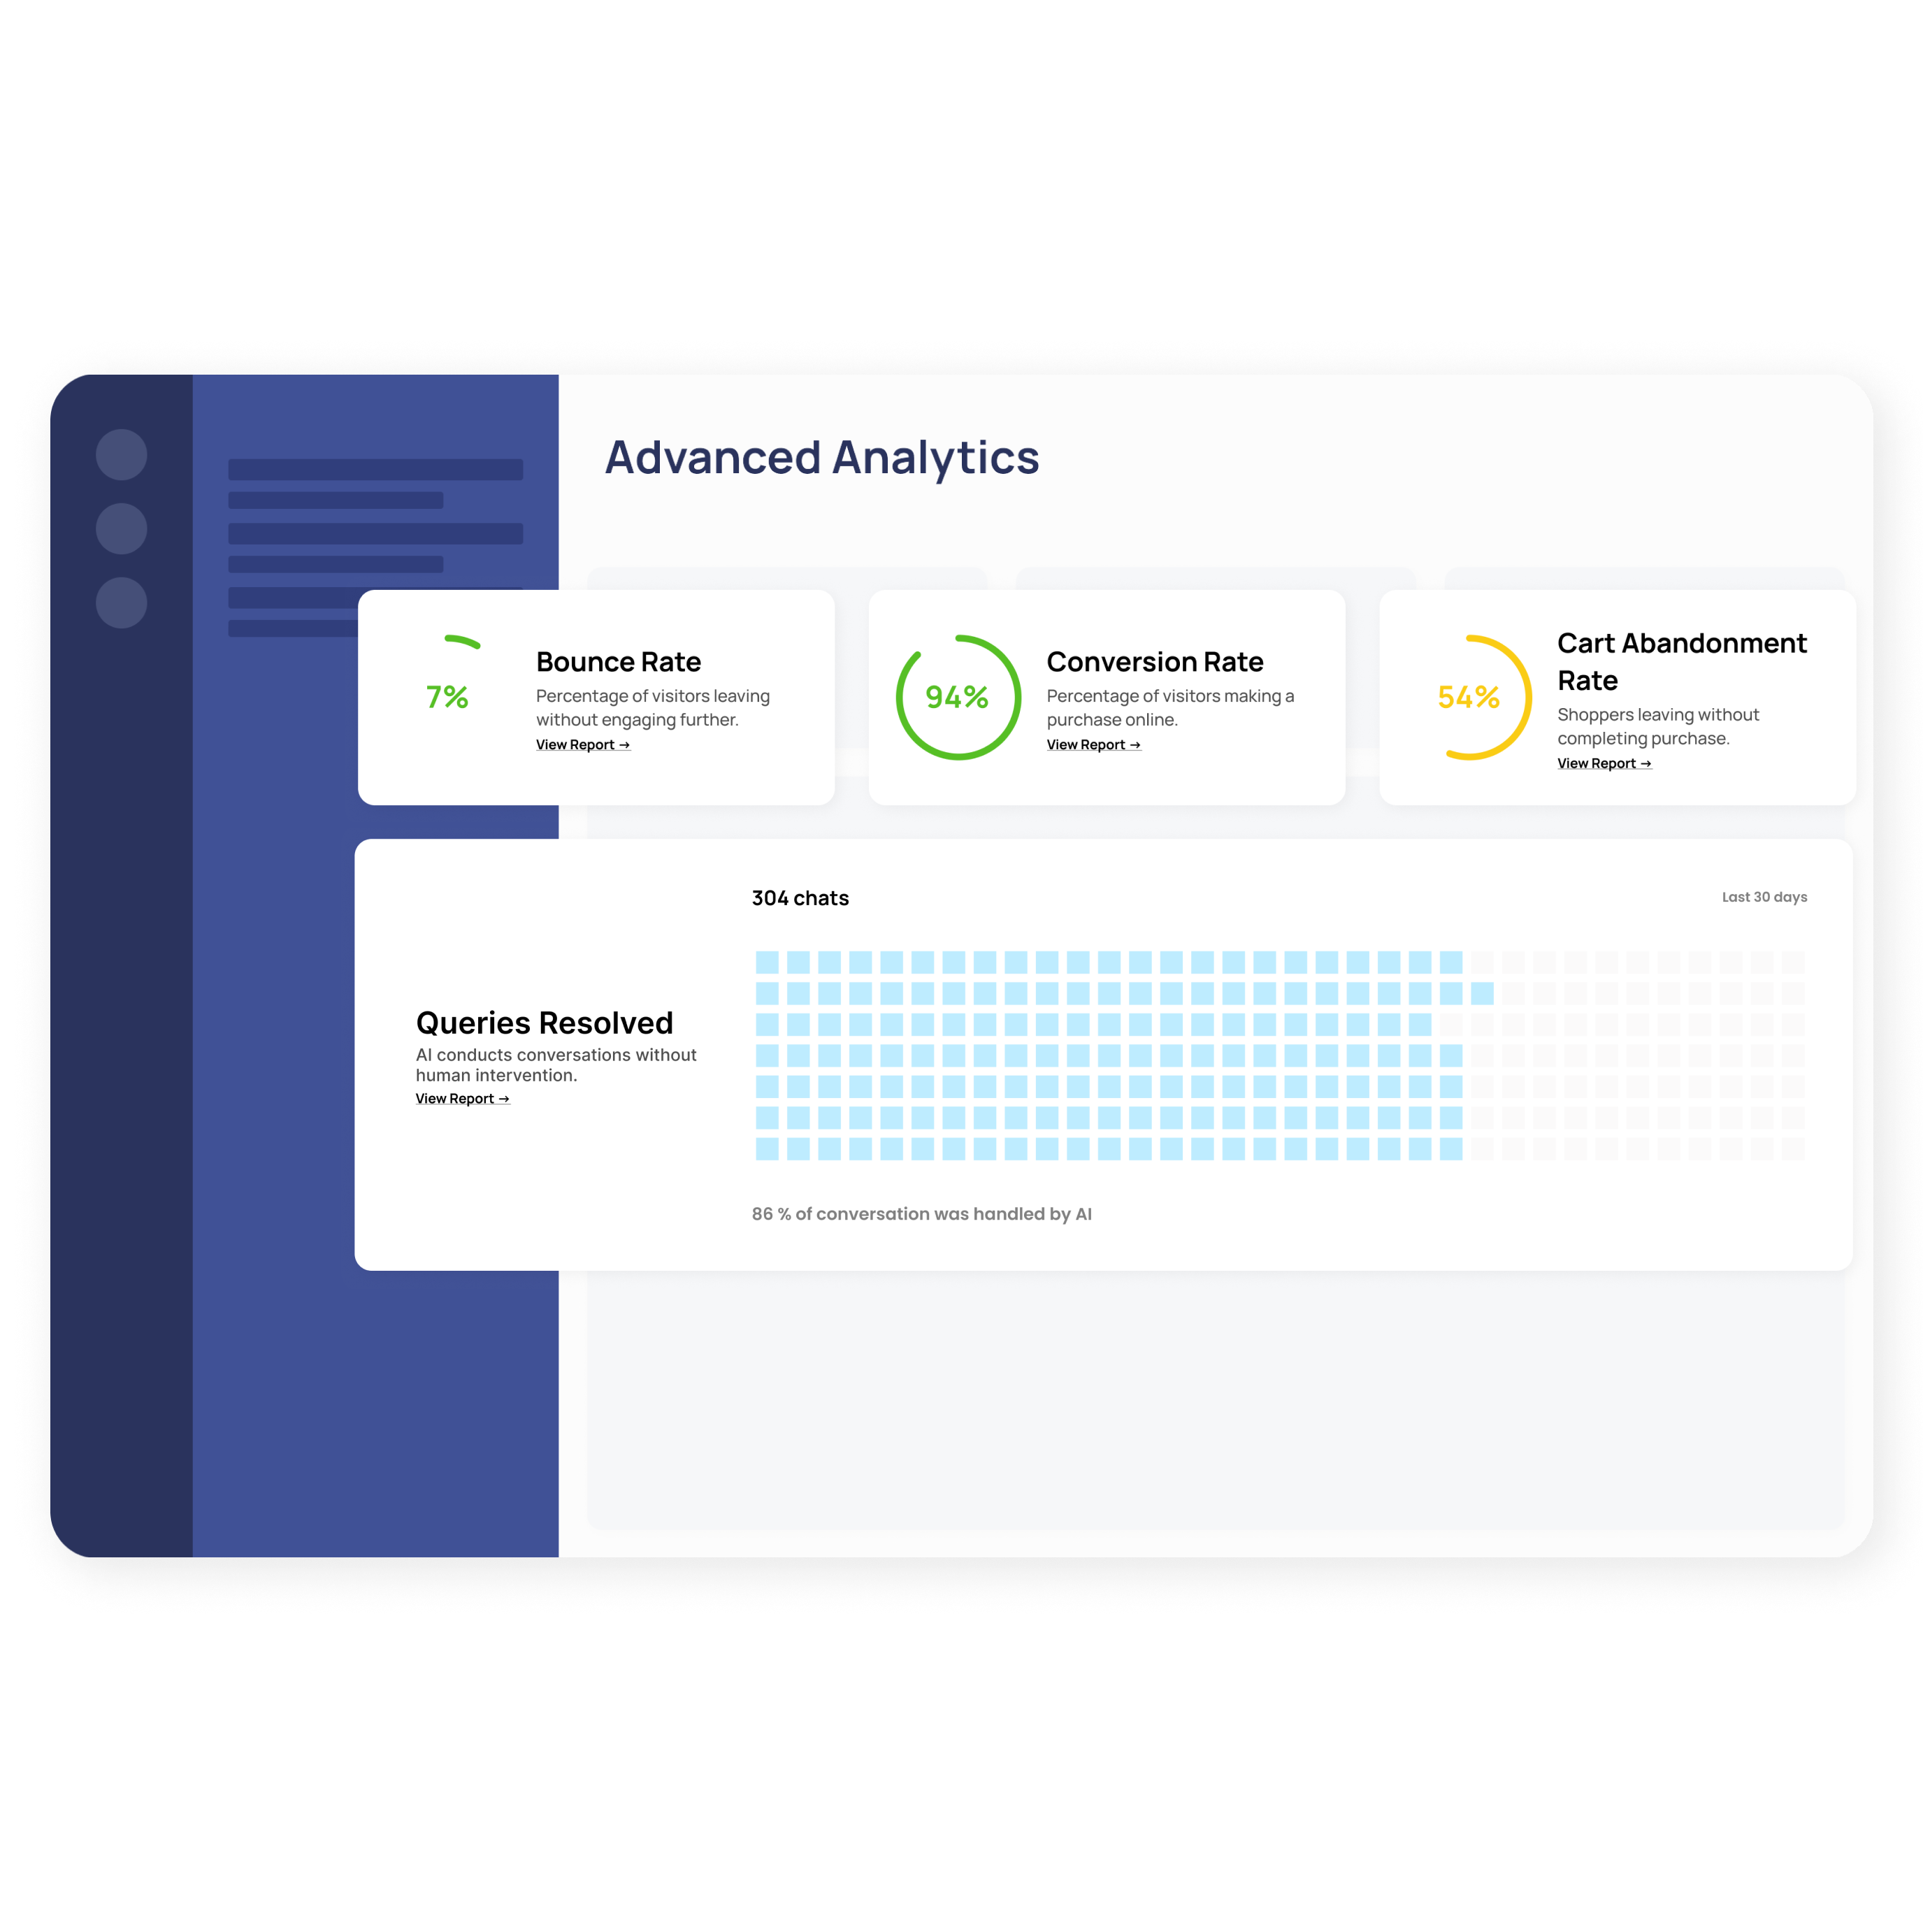 Advanced Analytics
7%
Bounce Rate
Percentage of visitors leaving
without engaging further.
View Report →
94%
Conversion Rate
Percentage of visitors making a
purchase online.
View Report →
54%
Cart Abandonment
Rate
Shoppers leaving without
completing purchase.
View Report →
Queries Resolved
AI conducts conversations without
human intervention.
View Report →
304 chats
Last 30 days
86 % of conversation was handled by AI